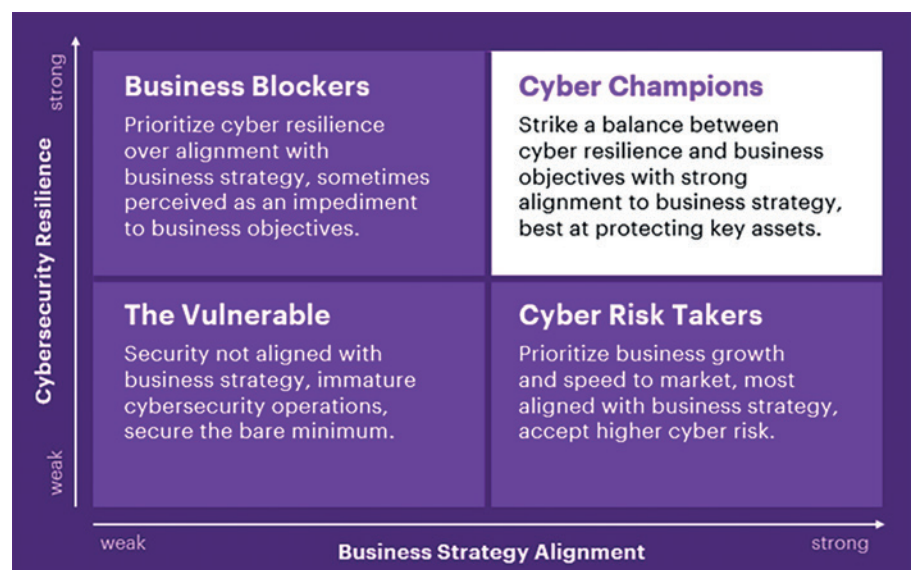 strong
Cybersecurity Resilience
weak
Business Blockers
Prioritize cyber resilience
over alignment with
business strategy, sometimes
perceived as an impediment
to business objectives.
Cyber Champions
Strike a balance between
cyber resilience and business
objectives with strong
alignment to business strategy,
best at protecting key assets.
The Vulnerable
Security not aligned with
business strategy, immature
cybersecurity operations,
secure the bare minimum.
Cyber Risk Takers
Prioritize business growth
and speed to market, most
aligned with business strategy,
accept higher cyber risk.
weak
Business Strategy Alignment
strong